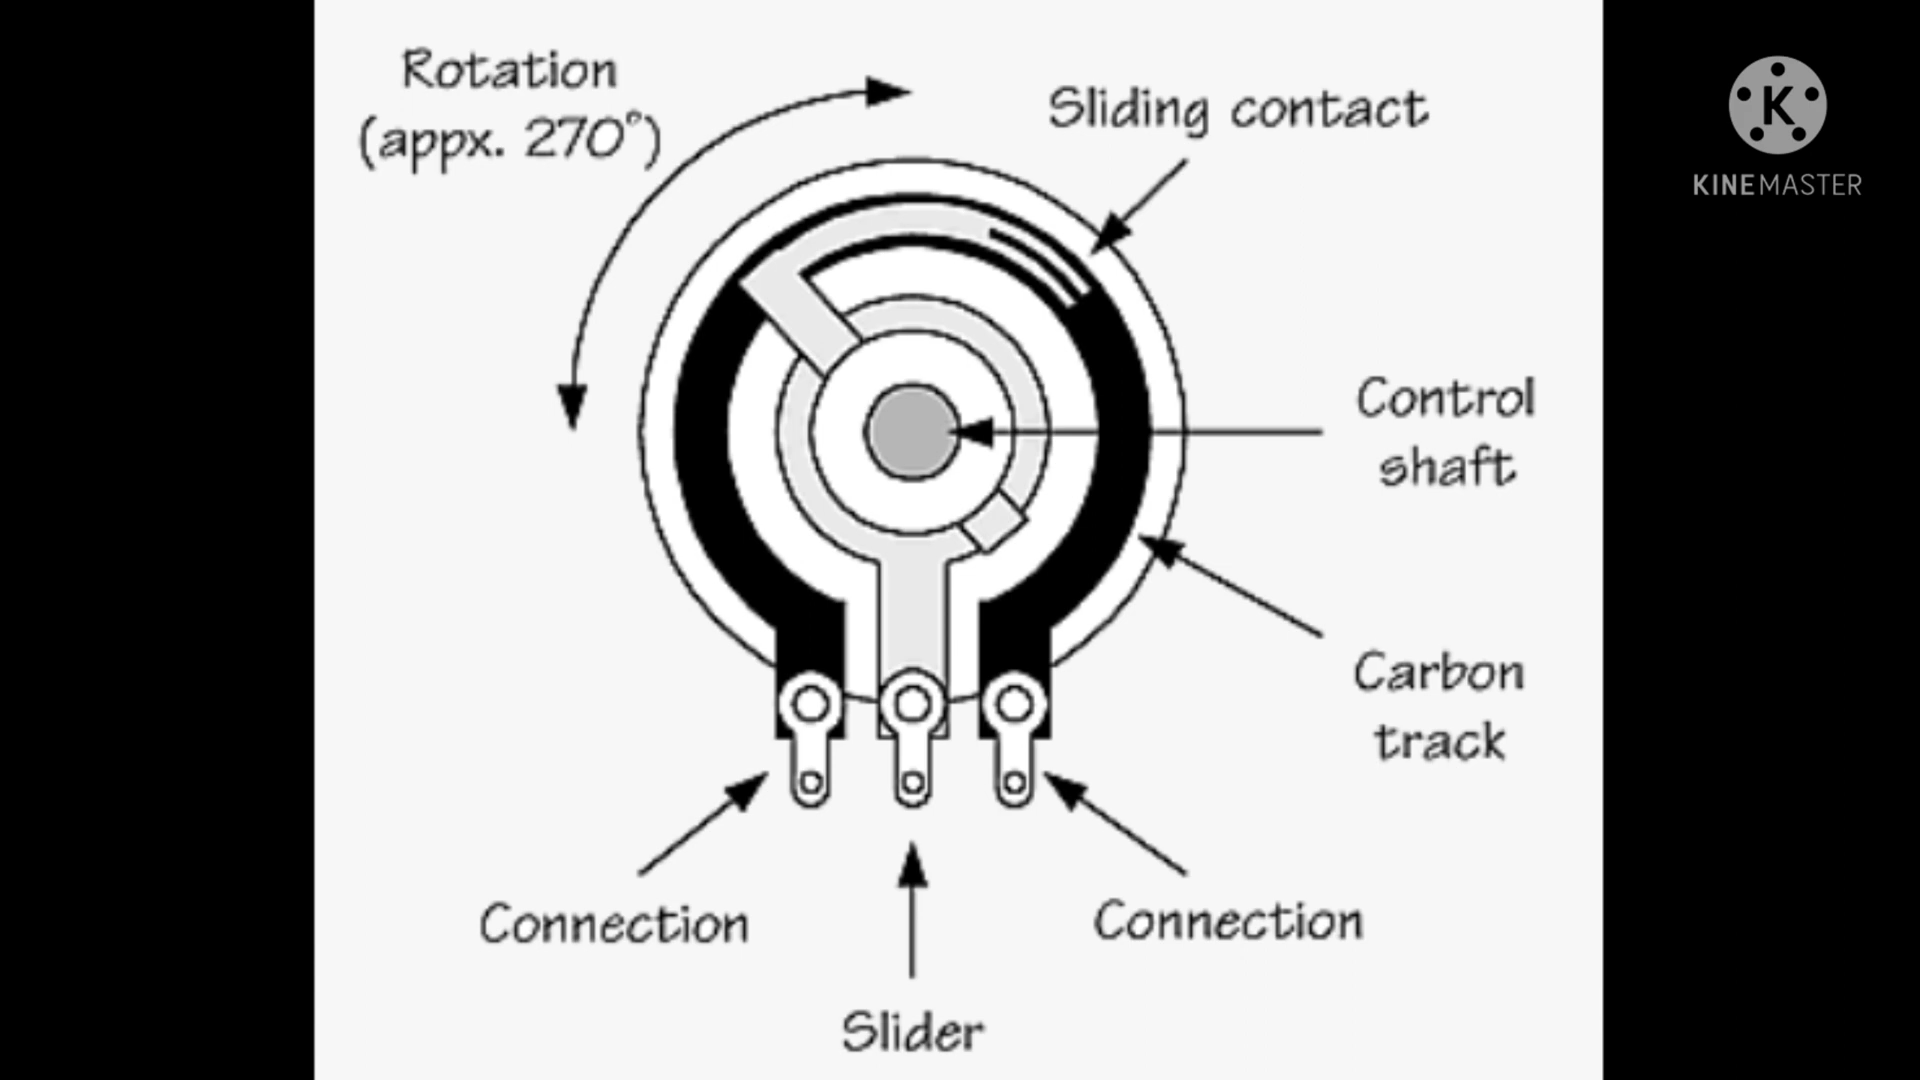 Rotation
(appx. 270°)
Sliding contact
K
KINEMASTER
Control
shaft
Carbon
track
Connection
Connection
Slider